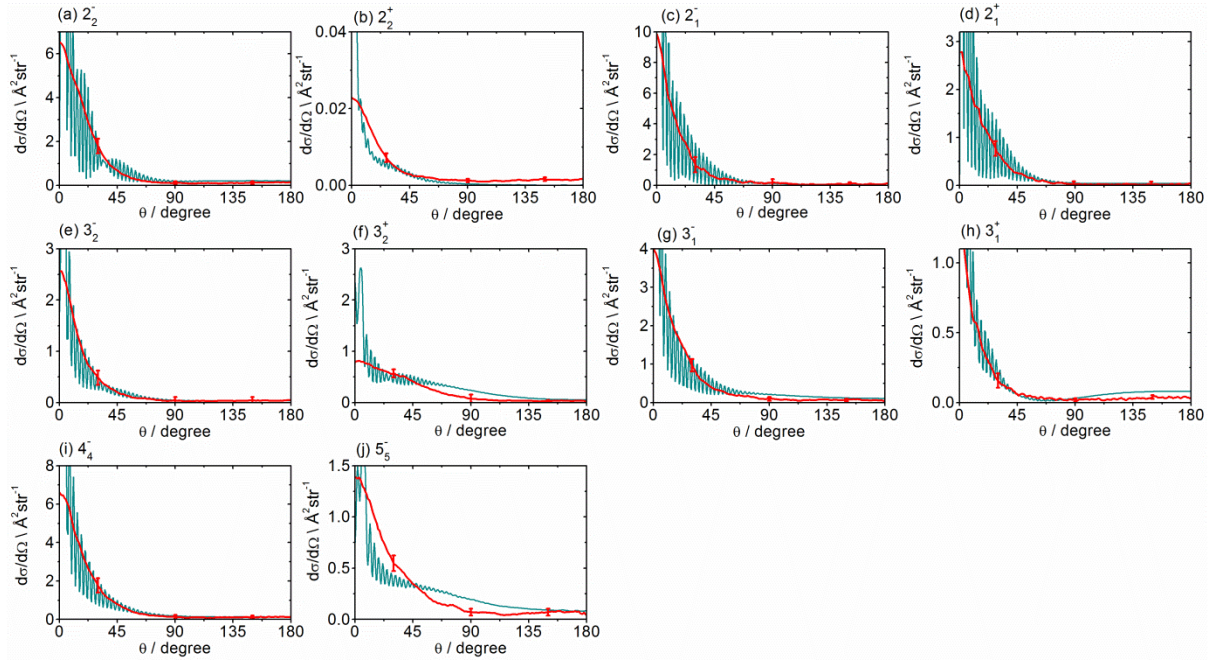 (a) 2₂⁻
dσ/dΩ \ Å²str⁻¹
6
4
2
0
0 45 90 135 180
θ / degree
(b) 2₂⁺
dσ/dΩ \ Å²str⁻¹
0.04
0.02
0.00
0 45 90 135 180
θ / degree
(c) 2₁⁻
dσ/dΩ \ Å²str⁻¹
10
8
6
4
2
0
0 45 90 135 180
θ / degree
(d) 2₁⁺
dσ/dΩ \ Å²str⁻¹
3
2
1
0
0 45 90 135 180
θ / degree
(e) 3₂⁻
dσ/dΩ \ Å²str⁻¹
3
2
1
0
0 45 90 135 180
θ / degree
(f) 3₂⁺
dσ/dΩ \ Å²str⁻¹
3
2
1
0
0 45 90 135 180
θ / degree
(g) 3₁⁻
dσ/dΩ \ Å²str⁻¹
4
3
2
1
0
0 45 90 135 180
θ / degree
(h) 3₁⁺
dσ/dΩ \ Å²str⁻¹
1.0
0.5
0.0
0 45 90 135 180
θ / degree
(i) 4₄⁻
dσ/dΩ \ Å²str⁻¹
8
6
4
2
0
0 45 90 135 180
θ / degree
(j) 5₅⁻
dσ/dΩ \ Å²str⁻¹
1.5
1.0
0.5
0.0
0 45 90 135 180
θ / degree